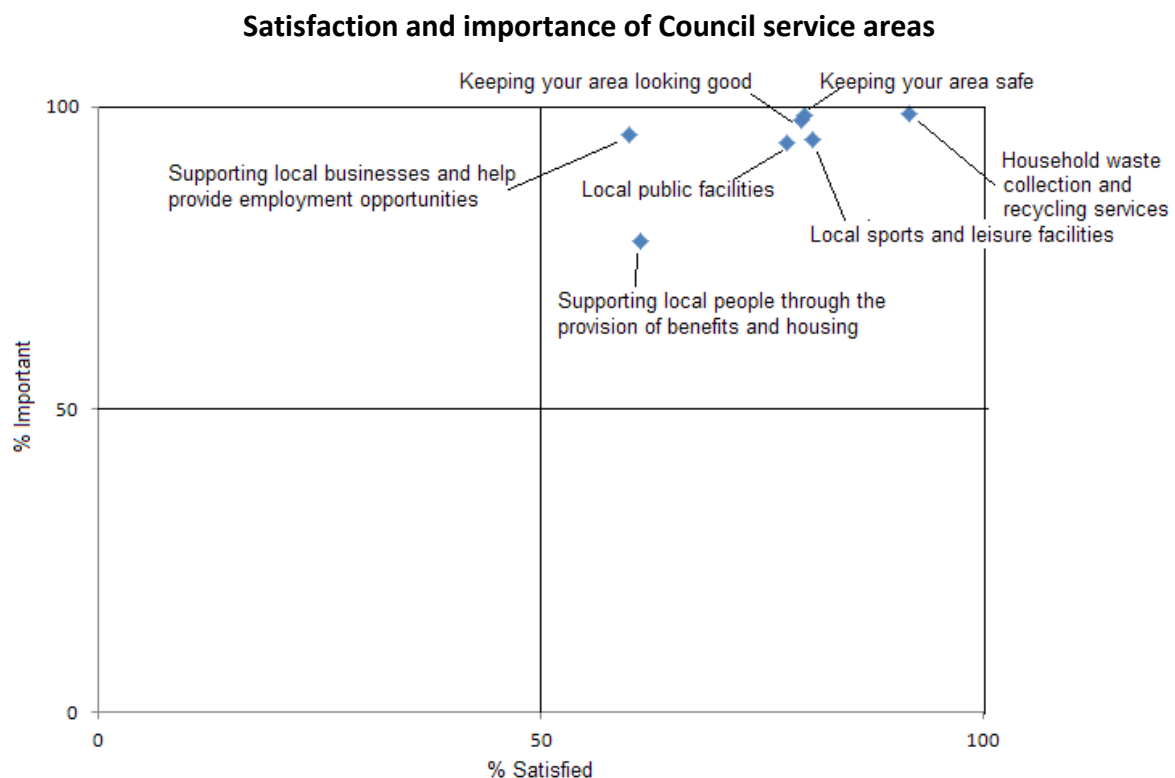 Satisfaction and importance of Council service areas
Keeping your area looking good
Keeping your area safe
100
Supporting local businesses and help
provide employment opportunities
Local public facilities
Household waste
collection and
recycling services
Local sports and leisure facilities
Supporting local people through the
provision of benefits and housing
% Important
50
0
0
50
100
% Satisfied